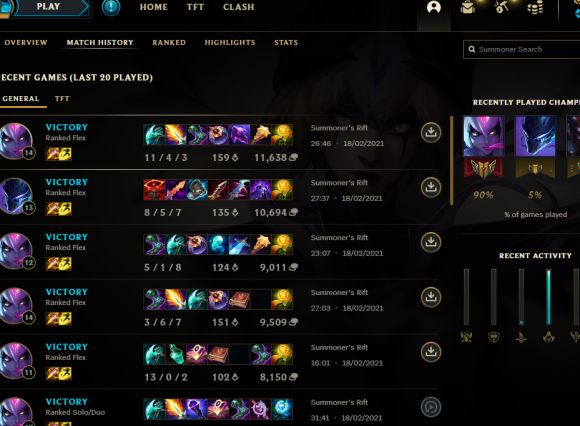 PLAY HOME TFT CLASH
OVERVIEW MATCH HISTORY RANKED HIGHLIGHTS STATS
Summoner Search
ECENT GAMES (LAST 20 PLAYED)
GENERAL TFT
RECENTLY PLAYED CHAMP
VICTORY
Ranked Flex
14
11 / 4 / 3 159 11,638
Summoner's Rift
26:46 · 18/02/2021
VICTORY
Ranked Flex
13
8 / 5 / 7 135 10,694
Summoner's Rift
27:37 · 18/02/2021
90% 5%
% of games played
VICTORY
Ranked Flex
12
5 / 1 / 8 124 9,011
Summoner's Rift
23:07 · 18/02/2021
RECENT ACTIVITY
VICTORY
Ranked Flex
14
3 / 6 / 7 151 9,509
Summoner's Rift
27:03 · 18/02/2021
VICTORY
Ranked Flex
11
13 / 0 / 2 102 8,150
Summoner's Rift
16:01 · 18/02/2021
VICTORY
Ranked Solo/Duo
Summoner's Rift
31:41 · 18/02/2021